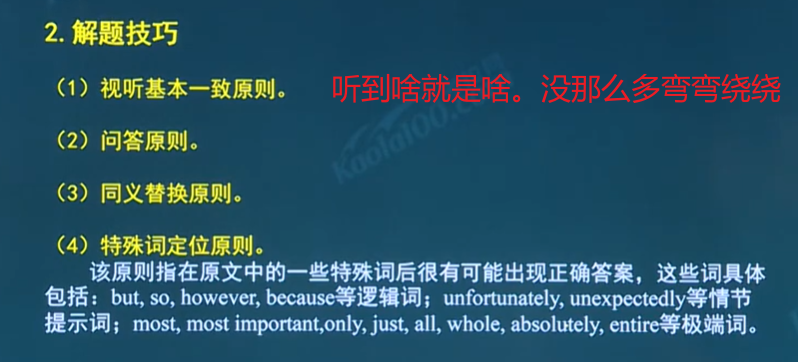 2. 解题技巧
（1）视听基本一致原则。 听到啥就是啥。没那么多弯弯绕绕
（2）问答原则。
kaola100.com
（3）同义替换原则。
（4）特殊词定位原则。
该原则指在原文中的一些特殊词后很有可能出现正确答案，这些词具体
包括：but, so, however, because等逻辑词；unfortunately, unexpectedly等情节
提示词；most, most important,only, just, all, whole, absolutely, entire等极端词。